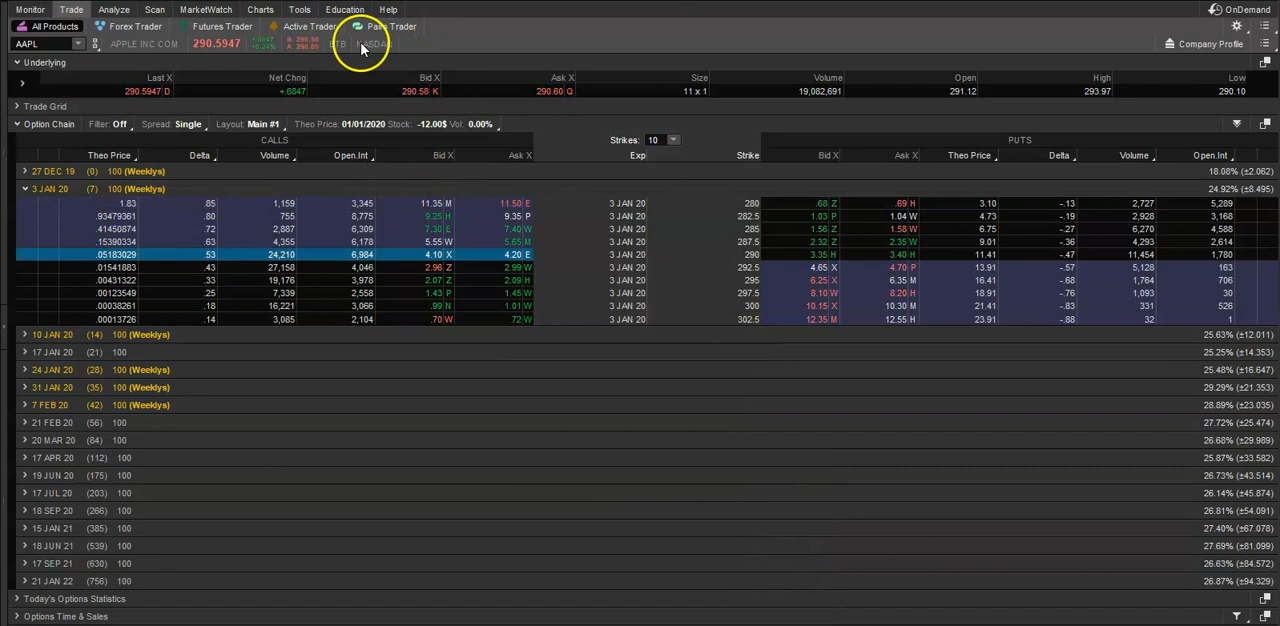 Monitor Trade Analyze Scan MarketWatch Charts Tools Education Help OnDemand
All Products Forex Trader Futures Trader Active Trader Pairs Trader
AAPL APPLE INC COM 290.5947 +.6847 +0.24% B: 290.58 A: 290.60 ETB NASDAQ Company Profile
Underlying
Last X Net Chng Bid X Ask X Size Volume Open High Low
290.5947 D +.6847 290.58 K 290.60 Q 11 x 1 19,082,691 291.12 293.97 290.10
Trade Grid
Option Chain Filter: Off Spread: Single Layout: Main #1 Theo Price: 01/01/2020 Stock: -12.00$ Vol: 0.00%
CALLS Strikes: 10 PUTS
Theo Price Delta Volume Open.Int Bid X Ask X Exp Strike Bid X Ask X Theo Price Delta Volume Open.Int
27 DEC 19 (0) 100 (Weeklys) 18.08% (±2.062)
3 JAN 20 (7) 100 (Weeklys) 24.92% (±8.495)
1.83 .85 1,159 3,345 11.35 M 11.50 E 3 JAN 20 280 .68 Z .69 H 3.10 -.13 2,727 5,289
.93479361 .80 755 8,775 9.25 H 9.35 P 3 JAN 20 282.5 1.03 P 1.04 W 4.73 -.19 2,928 3,168
.41450874 .72 2,887 6,309 7.30 E 7.40 W 3 JAN 20 285 1.56 Z 1.58 W 6.75 -.27 6,270 4,588
.15390334 .63 4,355 6,178 5.55 W 5.65 M 3 JAN 20 287.5 2.32 Z 2.35 W 9.01 -.36 4,293 2,614
.05183029 .53 24,210 6,984 4.10 X 4.20 E 3 JAN 20 290 3.35 H 3.40 H 11.41 -.47 11,454 1,780
.01541883 .43 27,158 4,046 2.96 Z 2.99 W 3 JAN 20 292.5 4.65 X 4.70 P 13.91 -.57 5,128 163
.00431322 .33 19,176 4,105 2.07 Z 2.09 H 3 JAN 20 295 6.25 X 6.35 M 16.41 -.68 1,764 706
.00123549 .25 7,339 2,558 1.43 P 1.45 W 3 JAN 20 297.5 8.10 W 8.20 H 18.91 -.76 1,093 30
.00038261 .18 16,221 3,066 .99 N 1.01 W 3 JAN 20 300 10.15 X 10.30 M 21.41 -.83 331 526
.00013726 .14 3,085 2,104 .70 W .72 W 3 JAN 20 302.5 12.35 M 12.55 H 23.91 -.88 32 1
10 JAN 20 (14) 100 (Weeklys) 25.63% (±12.011)
17 JAN 20 (21) 100 25.25% (±14.353)
24 JAN 20 (28) 100 (Weeklys) 25.48% (±16.647)
31 JAN 20 (35) 100 (Weeklys) 29.29% (±21.353)
7 FEB 20 (42) 100 (Weeklys) 28.89% (±23.035)
21 FEB 20 (56) 100 27.72% (±25.474)
20 MAR 20 (84) 100 26.68% (±29.989)
17 APR 20 (112) 100 25.87% (±33.582)
19 JUN 20 (175) 100 26.73% (±43.514)
17 JUL 20 (203) 100 26.14% (±45.874)
18 SEP 20 (266) 100 26.81% (±54.091)
15 JAN 21 (385) 100 27.40% (±67.078)
18 JUN 21 (539) 100 27.69% (±81.099)
17 SEP 21 (630) 100 26.63% (±84.572)
21 JAN 22 (756) 100 26.87% (±94.329)
Today's Options Statistics
Options Time & Sales